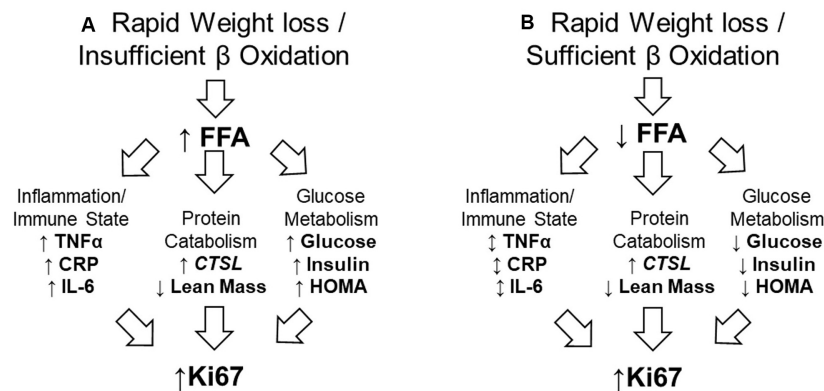 A Rapid Weight loss /
Insufficient β Oxidation
↑ FFA
Inflammation/
Immune State
↑ TNFα
↑ CRP
↑ IL-6
Protein
Catabolism
↑ CTSL
↓ Lean Mass
Glucose
Metabolism
↑ Glucose
↑ Insulin
↑ HOMA
↑Ki67
B Rapid Weight loss /
Sufficient β Oxidation
↓ FFA
Inflammation/
Immune State
↕ TNFα
↕ CRP
↕ IL-6
Protein
Catabolism
↑ CTSL
↓ Lean Mass
Glucose
Metabolism
↓ Glucose
↓ Insulin
↓ HOMA
↑Ki67